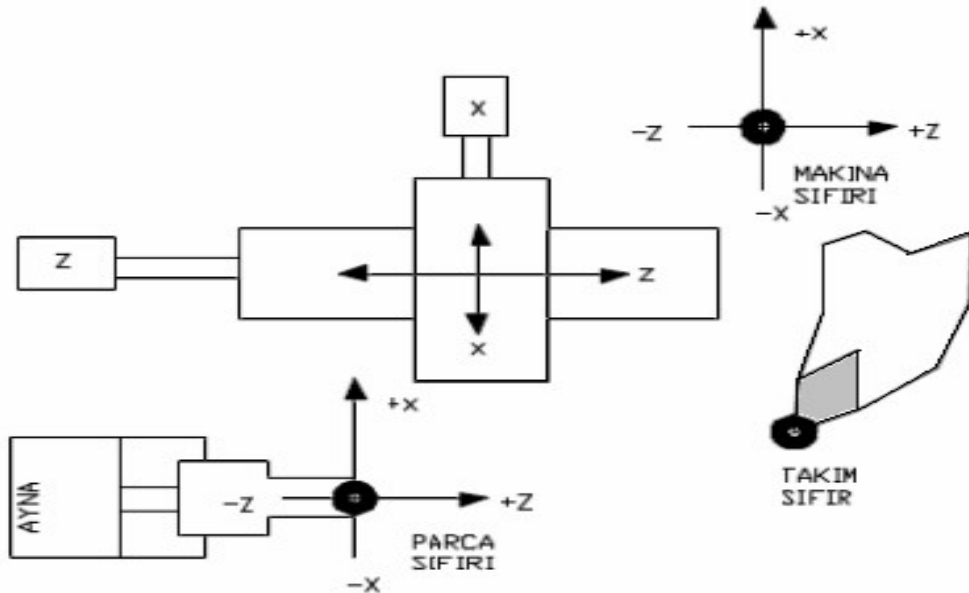 +X
X
-Z
+Z
MAKINA
SIFIRI
-X
Z
Z
X
+X
AYNA
-Z
+Z
TAKIM
SIFIR
PARCA
SIFIRI
-X